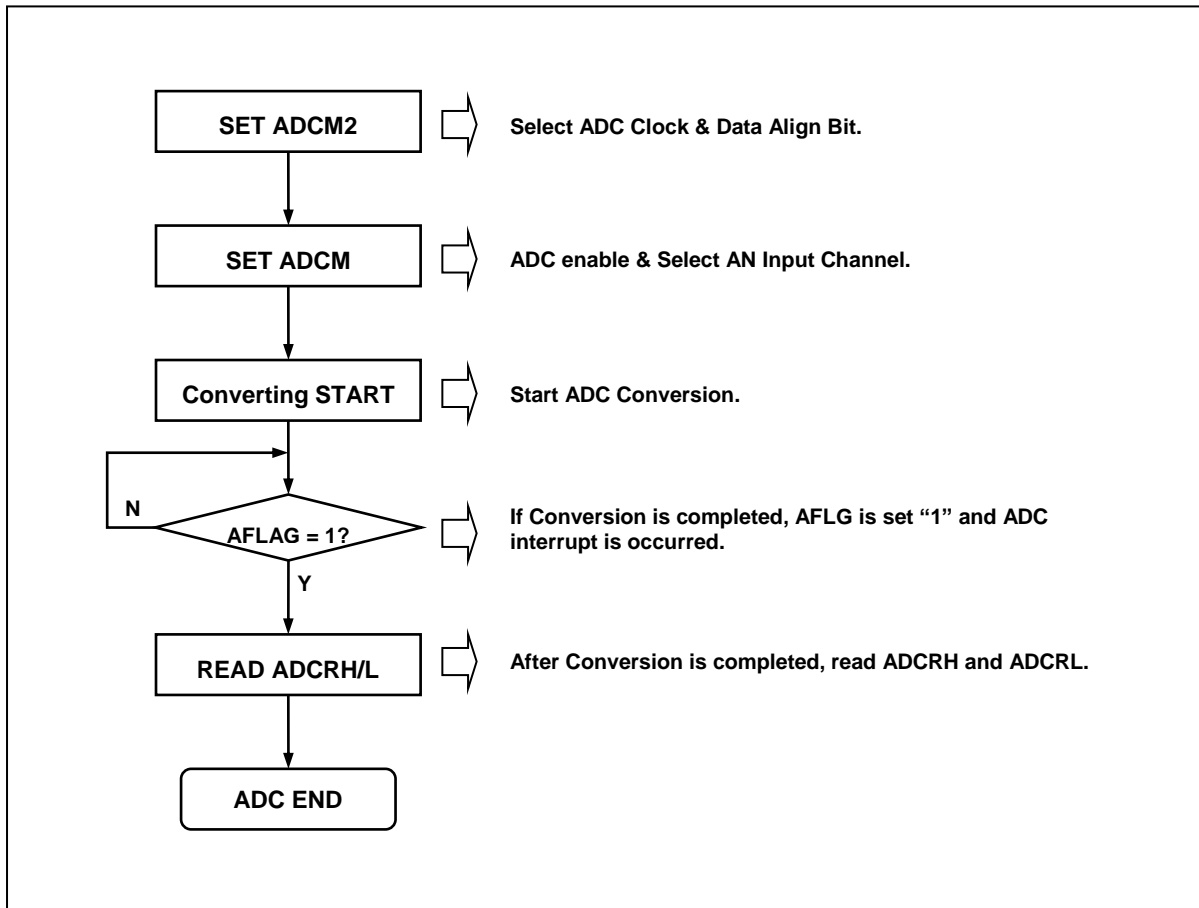 SET ADCM2
Select ADC Clock & Data Align Bit.
SET ADCM
ADC enable & Select AN Input Channel.
Converting START
Start ADC Conversion.
N
AFLAG = 1?
If Conversion is completed, AFLG is set “1” and ADC
interrupt is occurred.
Y
READ ADCRH/L
After Conversion is completed, read ADCRH and ADCRL.
ADC END